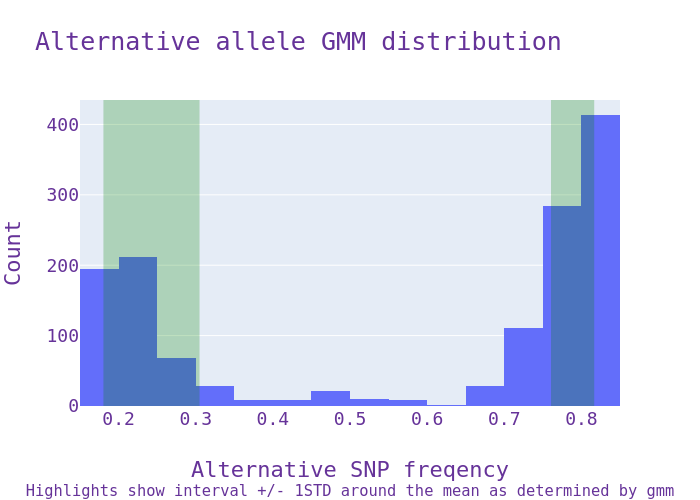 Alternative allele GMM distribution
400
300
200
100
0
Count
0.2 0.3 0.4 0.5 0.6 0.7 0.8
Alternative SNP freqency
Highlights show interval +/- 1STD around the mean as determined by gmm